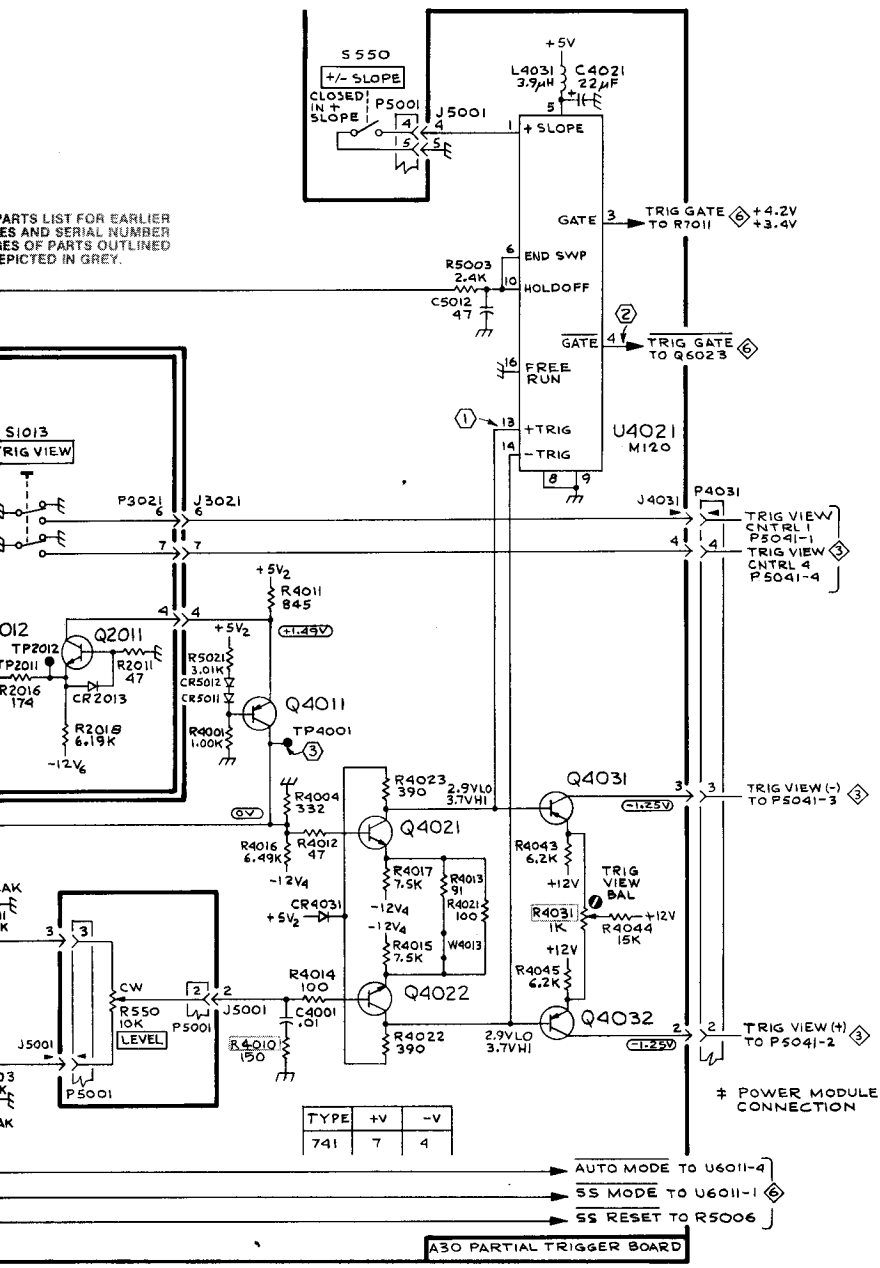 S550
+/- SLOPE
CLOSED
IN +
SLOPE
P5001
J5001
4
4
5
5
+5V
L4031
3.9µH
C4021
22µF
+
5
1
+ SLOPE
PARTS LIST FOR EARLIER
ES AND SERIAL NUMBER
GES OF PARTS OUTLINED
EPICTED IN GREY.
GATE
3
TRIG GATE
TO R7011
6
+4.2V
+3.4V
6
END SWP
R5003
2.4K
10
HOLDOFF
C5012
47
2
GATE
4
TRIG GATE
TO Q6023
6
16
FREE
RUN
1
13
+TRIG
14
-TRIG
U4021
M120
8
9
S1013
TRIG VIEW
P3021
J3021
6
6
7
7
J4031
P4031
TRIG VIEW
CNTRL 1
P5041-1
4
4
TRIG VIEW
CNTRL 4
P5041-4
3
+5V2
R4011
845
4
4
+1.49V
+5V2
012
TP2012
Q2011
TP2011
R2016
174
R2011
47
CR2013
R2018
6.19K
-12V6
R5021
3.01K
CR5012
CR5011
R4001
1.00K
Q4011
TP4001
3
R4023
390
2.9VLO
3.7VHI
Q4031
3
3
TRIG VIEW (-)
TO P5041-3
3
-1.25V
0V
R4004
332
Q4021
R4016
6.49K
R4012
47
-12V4
R4017
7.5K
R4013
91
R4021
100
W4013
-12V4
-12V4
R4015
7.5K
CR4031
+5V2
R4043
6.2K
+12V
TRIG
VIEW
BAL
R4031
1K
+12V
R4044
15K
+12V
R4045
6.2K
AK
K
3
3
CW
R550
10K
LEVEL
2
2
P5001
J5001
R4014
100
C4001
.01
R4010
150
Q4022
R4022
390
2.9VLO
3.7VHI
Q4032
2
2
TRIG VIEW (+)
TO P5041-2
3
-1.25V
J5001
P5001
03
K
AK
‡ POWER MODULE
CONNECTION
TYPE +V -V
741 7 4
AUTO MODE TO U6011-4
SS MODE TO U6011-1
6
SS RESET TO R5006
A30 PARTIAL TRIGGER BOARD